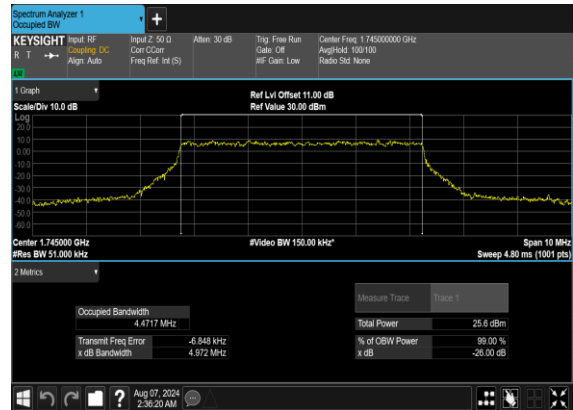 Spectrum Analyzer 1
Occupied BW
KEYSIGHT Input: RF Input Z: 50 Ω Atten: 30 dB Trig: Free Run Center Freq: 1.745000000 GHz
R T Coupling: DC Corr CCorr Gate: Off Avg|Hold: 100/100
Align: Auto Freq Ref: Int (S) #IF Gain: Low Radio Std: None
1 Graph Ref Lvl Offset 11.00 dB
Scale/Div 10.0 dB Ref Value 30.00 dBm
Log
20.0
10.0
0.00
-10.0
-20.0
-30.0
-40.0
-50.0
-60.0
Center 1.745000 GHz #Video BW 150.00 kHz* Span 10 MHz
#Res BW 51.000 kHz Sweep 4.80 ms (1001 pts)
2 Metrics
Measure Trace Trace 1
Occupied Bandwidth
4.4717 MHz Total Power 25.6 dBm
Transmit Freq Error -6.848 kHz % of OBW Power 99.00 %
x dB Bandwidth 4.972 MHz x dB -26.00 dB
? Aug 07, 2024
2:36:20 AM